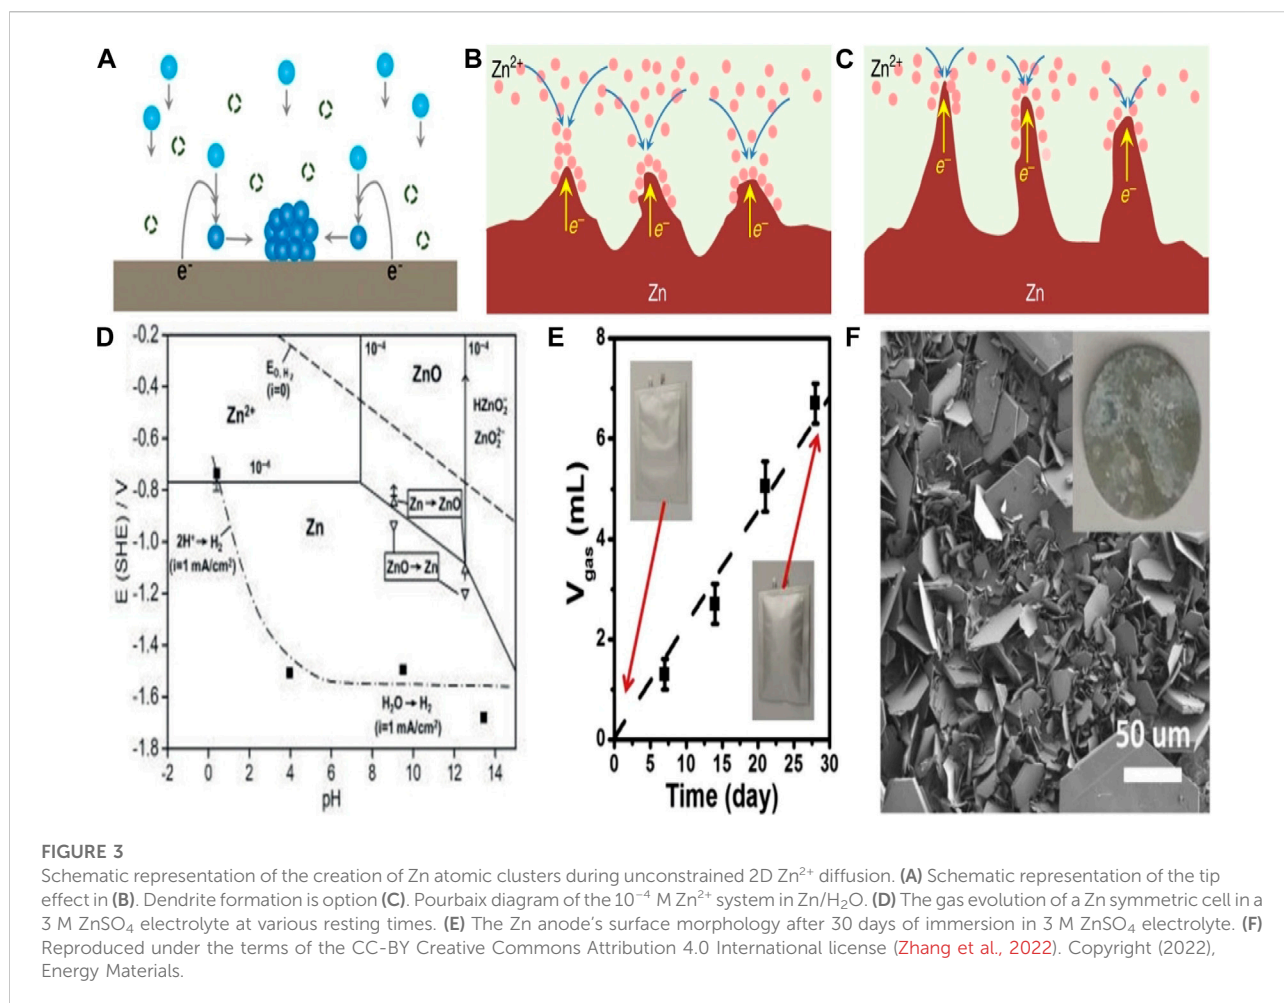 A
e⁻
e⁻
B
Zn²⁺
e⁻
e⁻
e⁻
Zn
C
Zn²⁺
e⁻
e⁻
e⁻
Zn
D
E (SHE) / V
-0.2
-0.4
-0.6
-0.8
-1.0
-1.2
-1.4
-1.6
-1.8
-2 0 2 4 6 8 10 12 14
pH
(i=0)
10⁻⁴
10⁻⁴
ZnO
Zn²⁺
HZnO₂⁻
ZnO₂²⁻
10⁻⁴
Zn → ZnO
Zn
2H⁺→ H₂
(i=1 mA/cm²)
ZnO → Zn
H₂O → H₂
(i=1 mA/cm²)
E
V gas (mL)
8
6
4
2
0
0 5 10 15 20 25 30
Time (day)
F
50 um
FIGURE 3
Schematic representation of the creation of Zn atomic clusters during unconstrained 2D Zn²⁺ diffusion. (A) Schematic representation of the tip
effect in (B). Dendrite formation is option (C). Pourbaix diagram of the 10⁻⁴ M Zn²⁺ system in Zn/H₂O. (D) The gas evolution of a Zn symmetric cell in a
3 M ZnSO₄ electrolyte at various resting times. (E) The Zn anode's surface morphology after 30 days of immersion in 3 M ZnSO₄ electrolyte. (F)
Reproduced under the terms of the CC-BY Creative Commons Attribution 4.0 International license (Zhang et al., 2022). Copyright (2022),
Energy Materials.